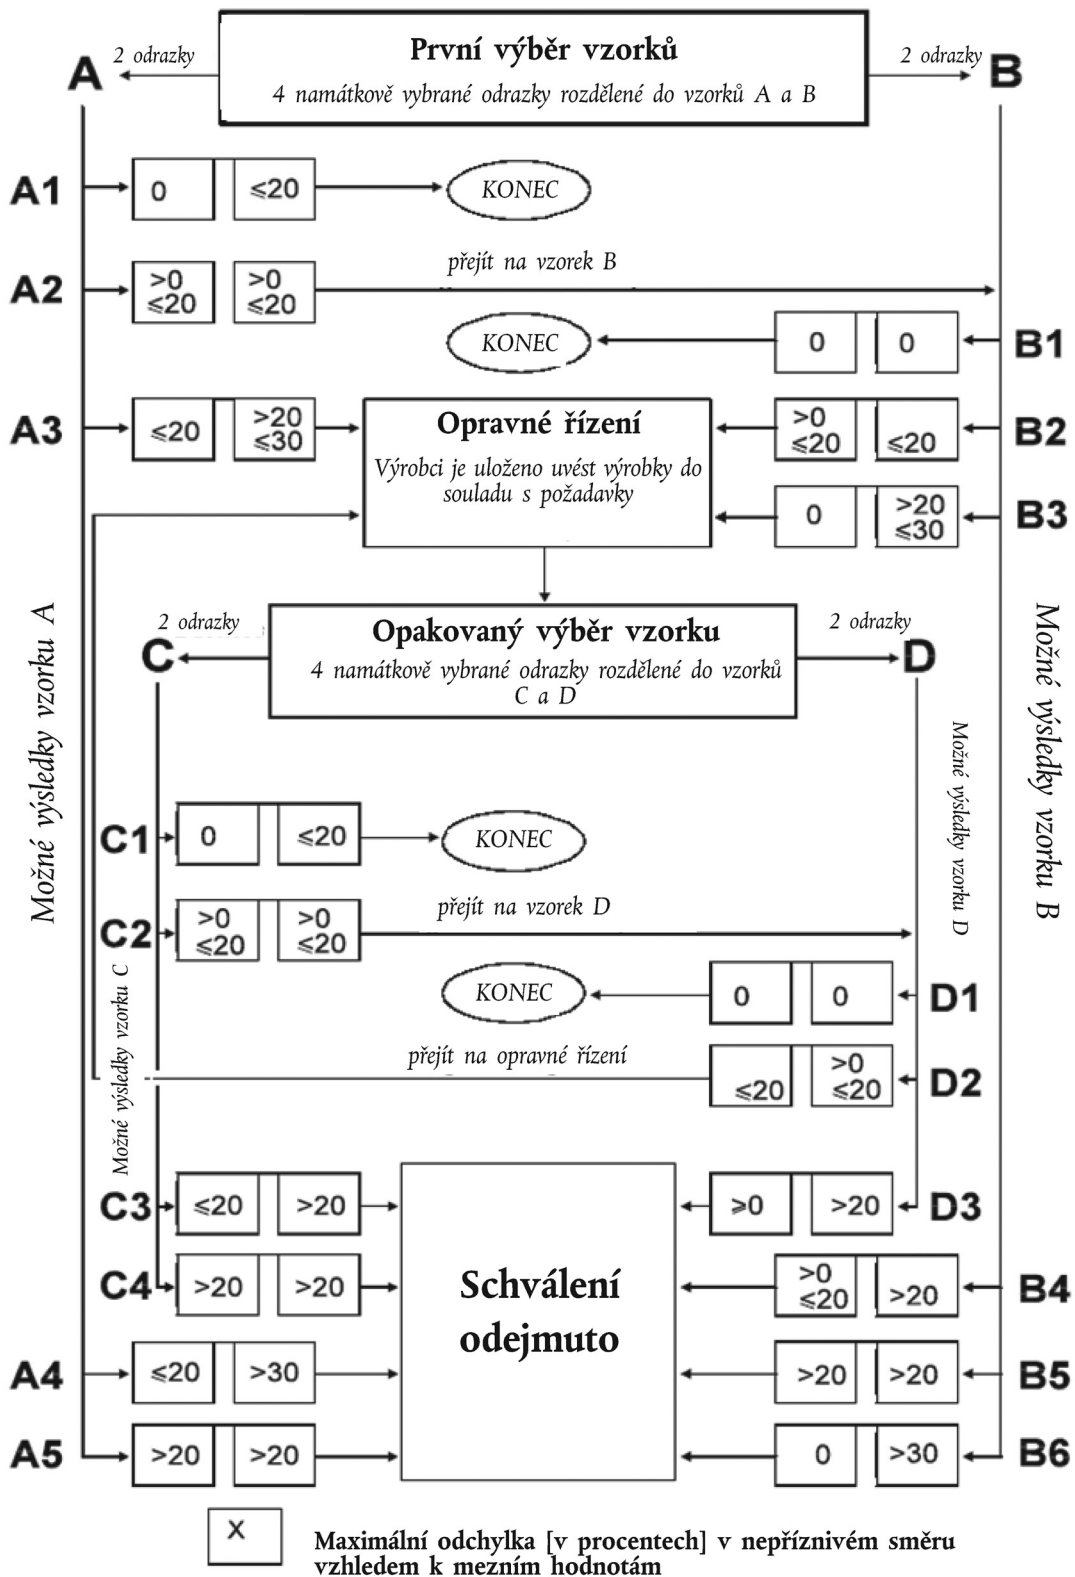 První výběr vzorků
4 namátkově vybrané odrazky rozdělené do vzorků A a B
A
2 odrazky
2 odrazky
B
A1
0
≤20
KONEC
A2
>0
≤20
>0
≤20
přejít na vzorek B
KONEC
0
0
B1
A3
≤20
>20
≤30
Opravné řízení
Výrobci je uloženo uvést výrobky do
souladu s požadavky
>0
≤20
≤20
B2
0
>20
≤30
B3
Možné výsledky vzorku A
Možné výsledky vzorku B
2 odrazky
C
Opakovaný výběr vzorku
4 namátkově vybrané odrazky rozdělené do vzorků
C a D
2 odrazky
D
Možné výsledky vzorku D
C1
0
≤20
KONEC
C2
>0
≤20
>0
≤20
přejít na vzorek D
KONEC
0
0
D1
Možné výsledky vzorku C
přejít na opravné řízení
≤20
>0
≤20
D2
C3
≤20
>20
Schválení
odejmuto
≥0
>20
D3
C4
>20
>20
>0
≤20
>20
B4
A4
≤20
>30
>20
>20
B5
A5
>20
>20
0
>30
B6
X
Maximální odchylka [v procentech] v nepříznivém směru
vzhledem k mezním hodnotám